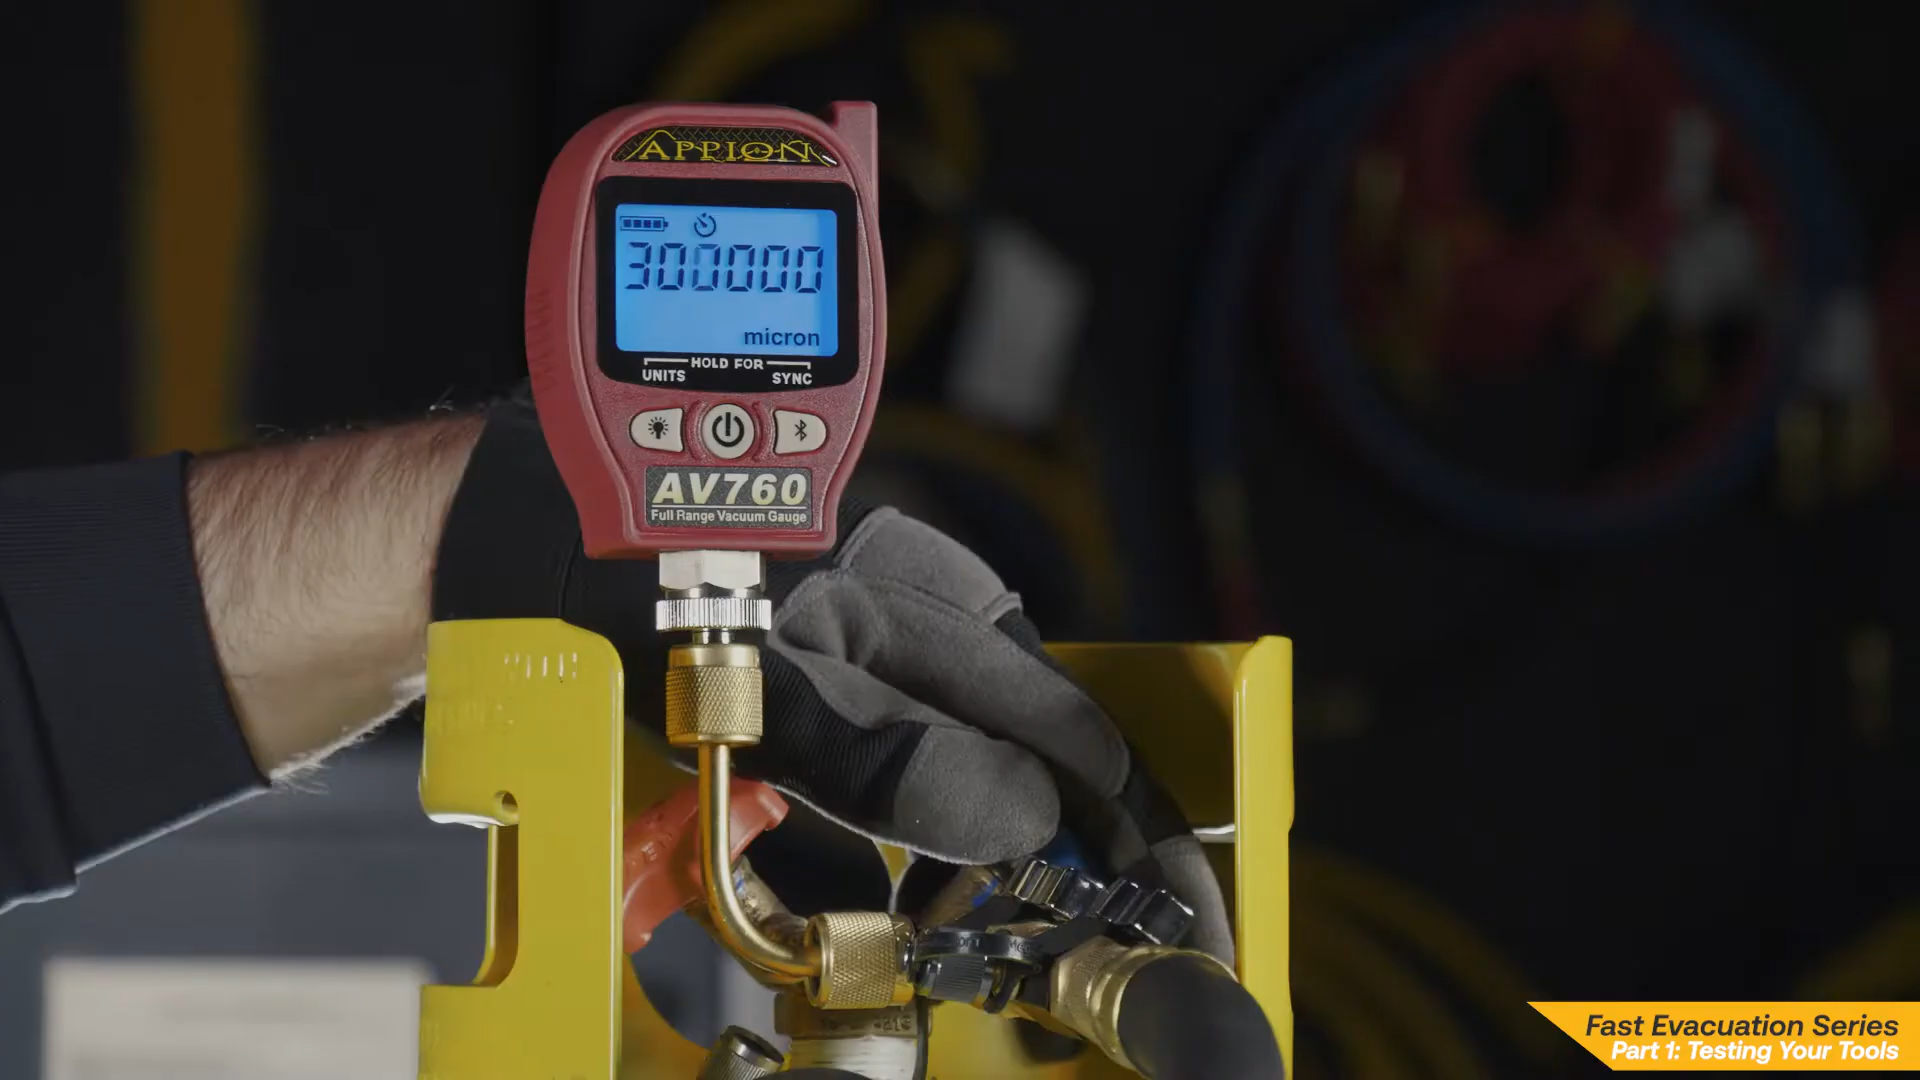 APPION
300000
micron
HOLD FOR
UNITS
SYNC
AV760
Full Range Vacuum Gauge
Fast Evacuation Series
Part 1: Testing Your Tools